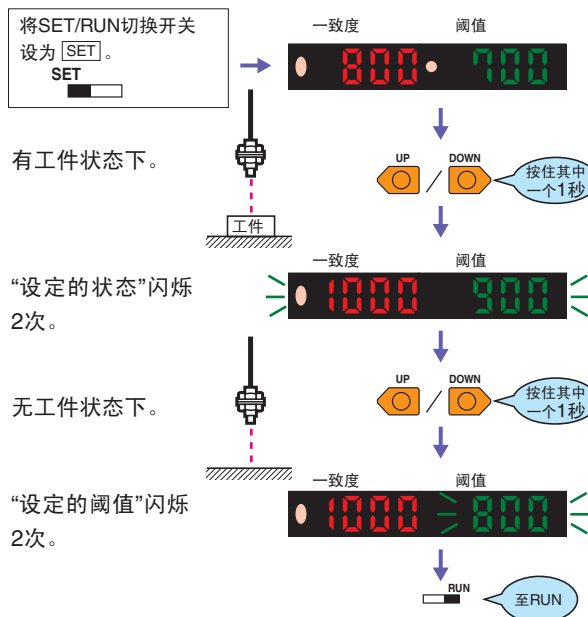 将SET/RUN切换开关
设为 SET 。
SET
一致度 阈值
800 700
有工件状态下。
工件
UP / DOWN
按住其中
一个1秒
一致度 阈值
1000 900
“设定的状态”闪烁
2次。
无工件状态下。
UP / DOWN
按住其中
一个1秒
一致度 阈值
1000 800
“设定的阈值”闪烁
2次。
RUN
至RUN